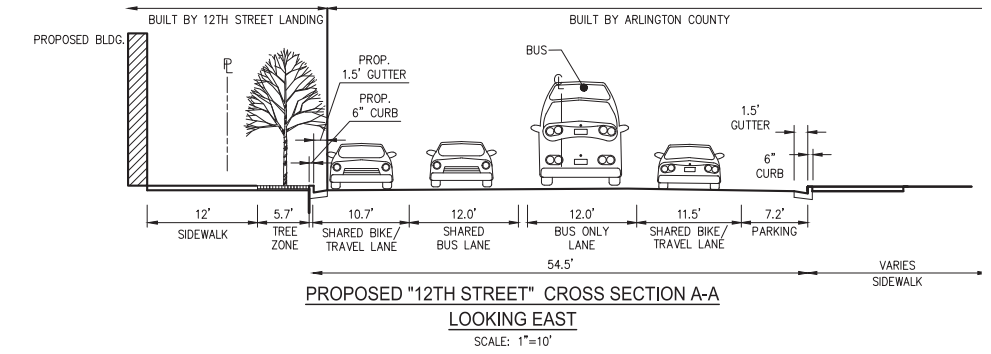 BUILT BY 12TH STREET LANDING
BUILT BY ARLINGTON COUNTY
PROPOSED BLDG.
PL
PROP.
1.5' GUTTER
PROP.
6" CURB
BUS
1.5'
GUTTER
6"
CURB
12' 5.7' 10.7' 12.0' 12.0' 11.5' 7.2'
SIDEWALK
TREE
ZONE
SHARED BIKE/
TRAVEL LANE
SHARED
BUS LANE
BUS ONLY
LANE
SHARED BIKE/
TRAVEL LANE
PARKING
54.5'
VARIES
SIDEWALK
PROPOSED "12TH STREET" CROSS SECTION A-A
LOOKING EAST
SCALE: 1"=10'